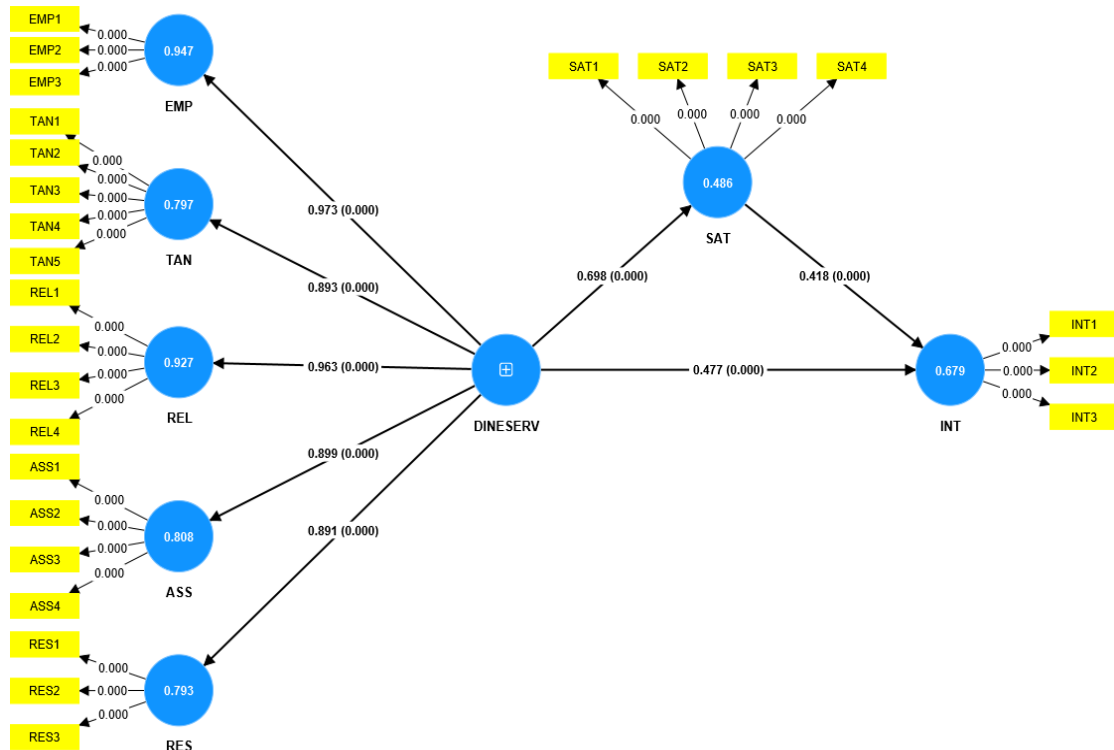 EMP1
EMP2
EMP3
0.000
0.000
0.000
0.947
EMP
TAN1
TAN2
TAN3
TAN4
TAN5
0.000
0.000
0.000
0.000
0.000
0.797
TAN
REL1
REL2
REL3
REL4
0.000
0.000
0.000
0.000
0.927
REL
ASS1
ASS2
ASS3
ASS4
0.000
0.000
0.000
0.000
0.808
ASS
RES1
RES2
RES3
0.000
0.000
0.000
0.793
RES
0.973 (0.000)
0.893 (0.000)
0.963 (0.000)
0.899 (0.000)
0.891 (0.000)
DINESERV
SAT1
SAT2
SAT3
SAT4
0.000
0.000
0.000
0.000
0.486
SAT
0.698 (0.000)
0.418 (0.000)
0.477 (0.000)
0.679
INT
0.000
0.000
0.000
INT1
INT2
INT3